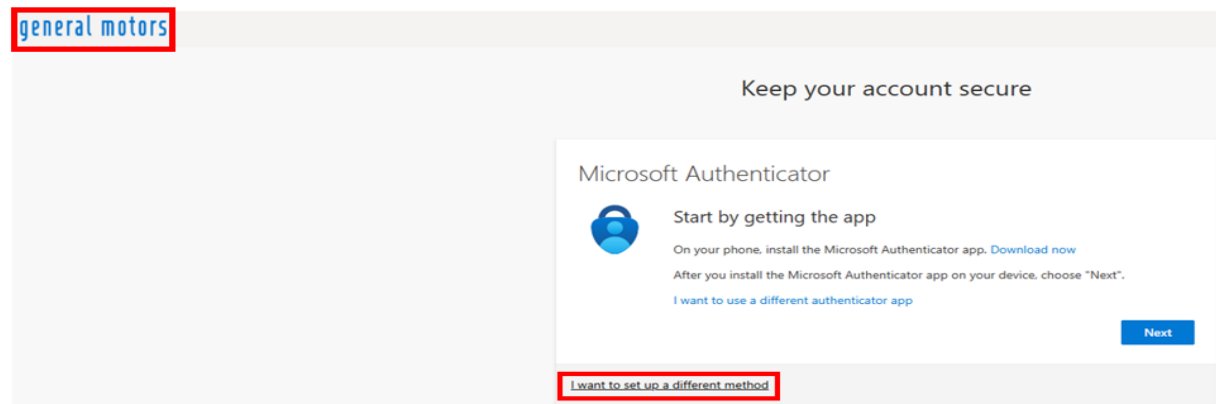 general motors
Keep your account secure
Microsoft Authenticator
Start by getting the app
On your phone, install the Microsoft Authenticator app. Download now
After you install the Microsoft Authenticator app on your device, choose "Next".
I want to use a different authenticator app
Next
I want to set up a different method